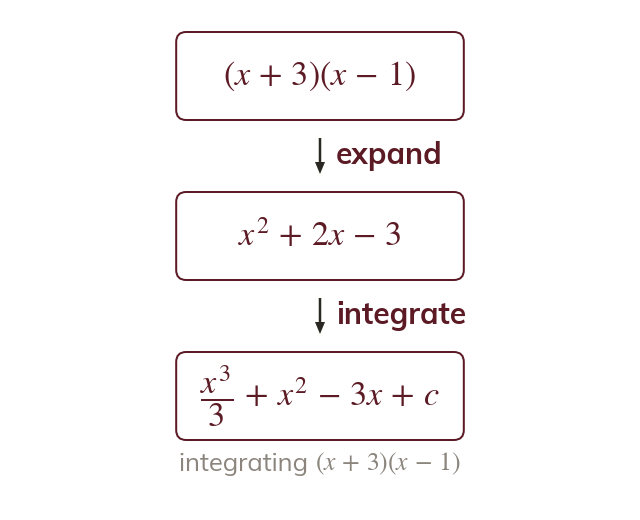 (x + 3)(x − 1)
expand
x² + 2x − 3
integrate
x³/3 + x² − 3x + c
integrating (x + 3)(x − 1)